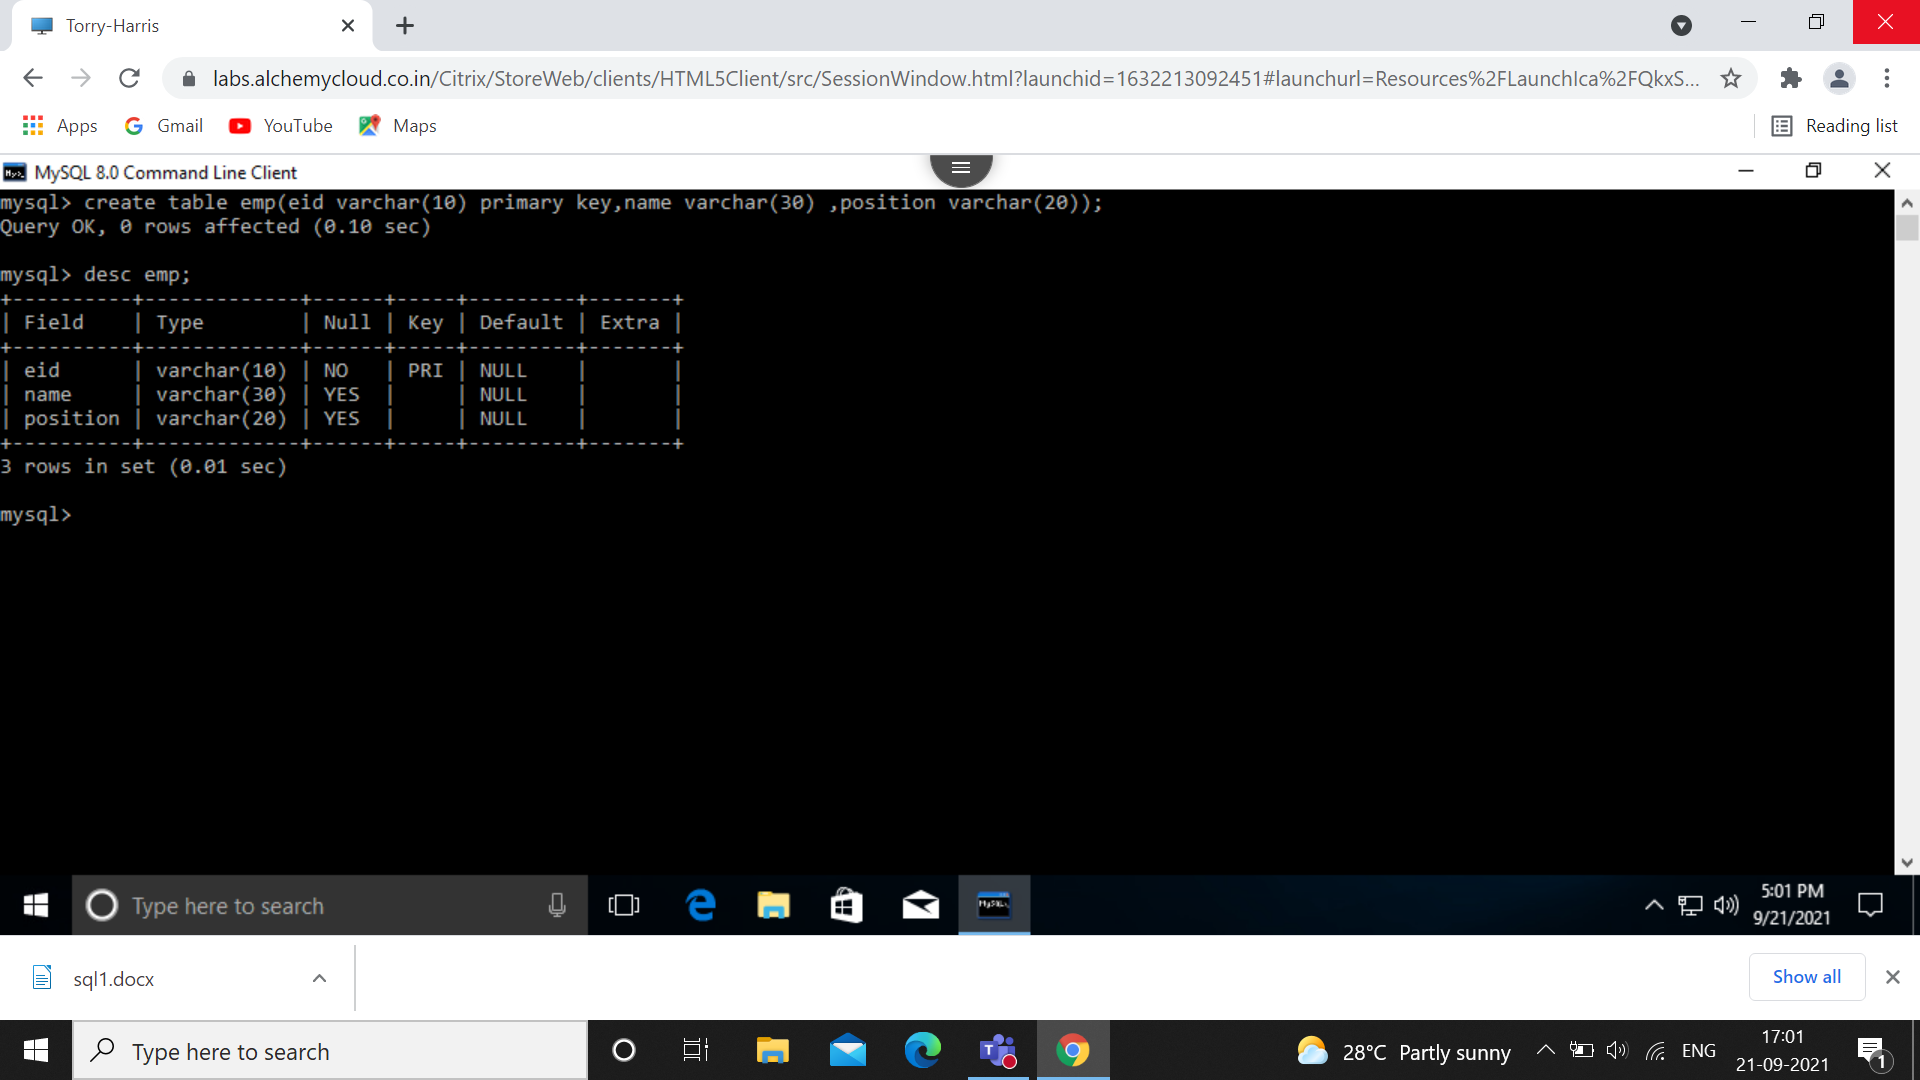 Torry-Harris
labs.alchemycloud.co.in/Citrix/StoreWeb/clients/HTML5Client/src/SessionWindow.html?launchid=1632213092451#launchurl=Resources%2FLaunchIca%2FQkxS...
Apps Gmail YouTube Maps Reading list
MySQL 8.0 Command Line Client
mysql> create table emp(eid varchar(10) primary key,name varchar(30) ,position varchar(20));
Query OK, 0 rows affected (0.10 sec)
mysql> desc emp;
+----------+-------------+------+-----+---------+-------+
| Field    | Type        | Null | Key | Default | Extra |
+----------+-------------+------+-----+---------+-------+
| eid      | varchar(10) | NO   | PRI | NULL    |       |
| name     | varchar(30) | YES  |     | NULL    |       |
| position | varchar(20) | YES  |     | NULL    |       |
+----------+-------------+------+-----+---------+-------+
3 rows in set (0.01 sec)
mysql>
Type here to search
5:01 PM
9/21/2021
sql1.docx
Show all
Type here to search
28°C Partly sunny
ENG
17:01
21-09-2021
1